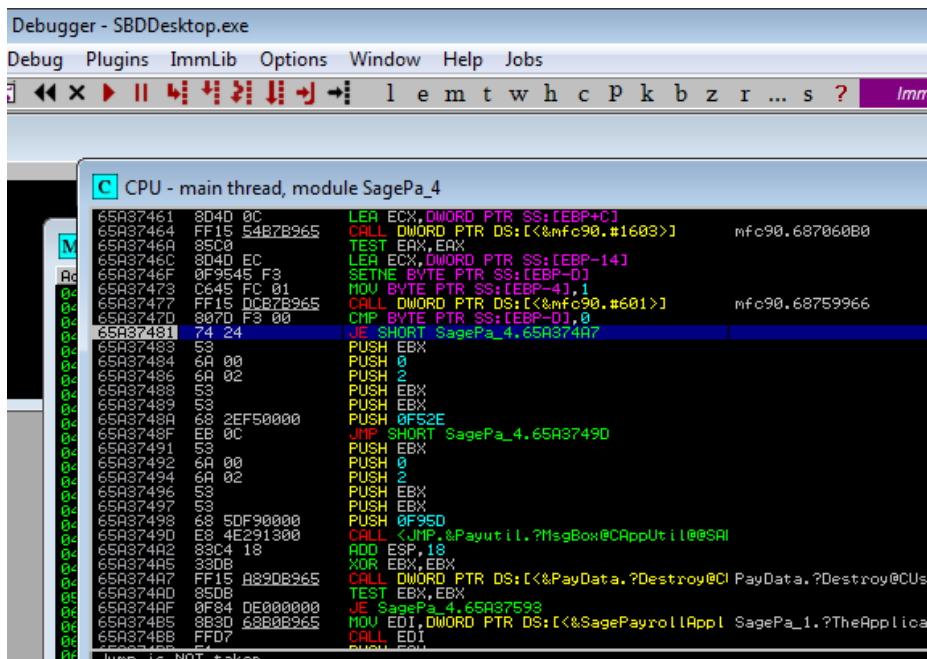 Debugger - SBDDesktop.exe
Debug Plugins ImmLib Options Window Help Jobs
l e m t w h c P k b z r ... s ? Imm
C CPU - main thread, module SagePa_4
65A37461 8D4D 0C LEA ECX,DWORD PTR SS:[EBP+C]
65A37464 FF15 54B7B965 CALL DWORD PTR DS:[<&mfc90.#1603>] mfc90.687060B0
65A3746A 85C0 TEST EAX,EAX
65A3746C 8D4D EC LEA ECX,DWORD PTR SS:[EBP-14]
65A3746F 0F9545 F3 SETNE BYTE PTR SS:[EBP-D]
65A37473 C645 FC 01 MOV BYTE PTR SS:[EBP-4],1
65A37477 FF15 DCB7B965 CALL DWORD PTR DS:[<&mfc90.#601>] mfc90.68759966
65A3747D 807D F3 00 CMP BYTE PTR SS:[EBP-D],0
65A37481 74 24 JE SHORT SagePa_4.65A374A7
65A37483 53 PUSH EBX
65A37484 6A 00 PUSH 0
65A37486 6A 02 PUSH 2
65A37488 53 PUSH EBX
65A37489 53 PUSH EBX
65A3748A 68 2EF50000 PUSH 0F52E
65A3748F EB 0C JMP SHORT SagePa_4.65A3749D
65A37491 53 PUSH EBX
65A37492 6A 00 PUSH 0
65A37494 6A 02 PUSH 2
65A37496 53 PUSH EBX
65A37497 53 PUSH EBX
65A37498 68 5DF90000 PUSH 0F95D
65A3749D E8 4E291300 CALL <JMP.&Payutil.?MsgBox@CAppUtil@@SA
65A374A2 83C4 18 ADD ESP,18
65A374A5 33DB XOR EBX,EBX
65A374A7 FF15 A89DB965 CALL DWORD PTR DS:[<&PayData.?Destroy@C PayData.?Destroy@CUs
65A374AD 85DB TEST EBX,EBX
65A374AF 0F84 DE000000 JE SagePa_4.65A37593
65A374B5 8B3D 68B0B965 MOV EDI,DWORD PTR DS:[<&SagePayrollAppl SagePa_1.?TheApplica
65A374BB FFD7 CALL EDI
Jump is NOT taken